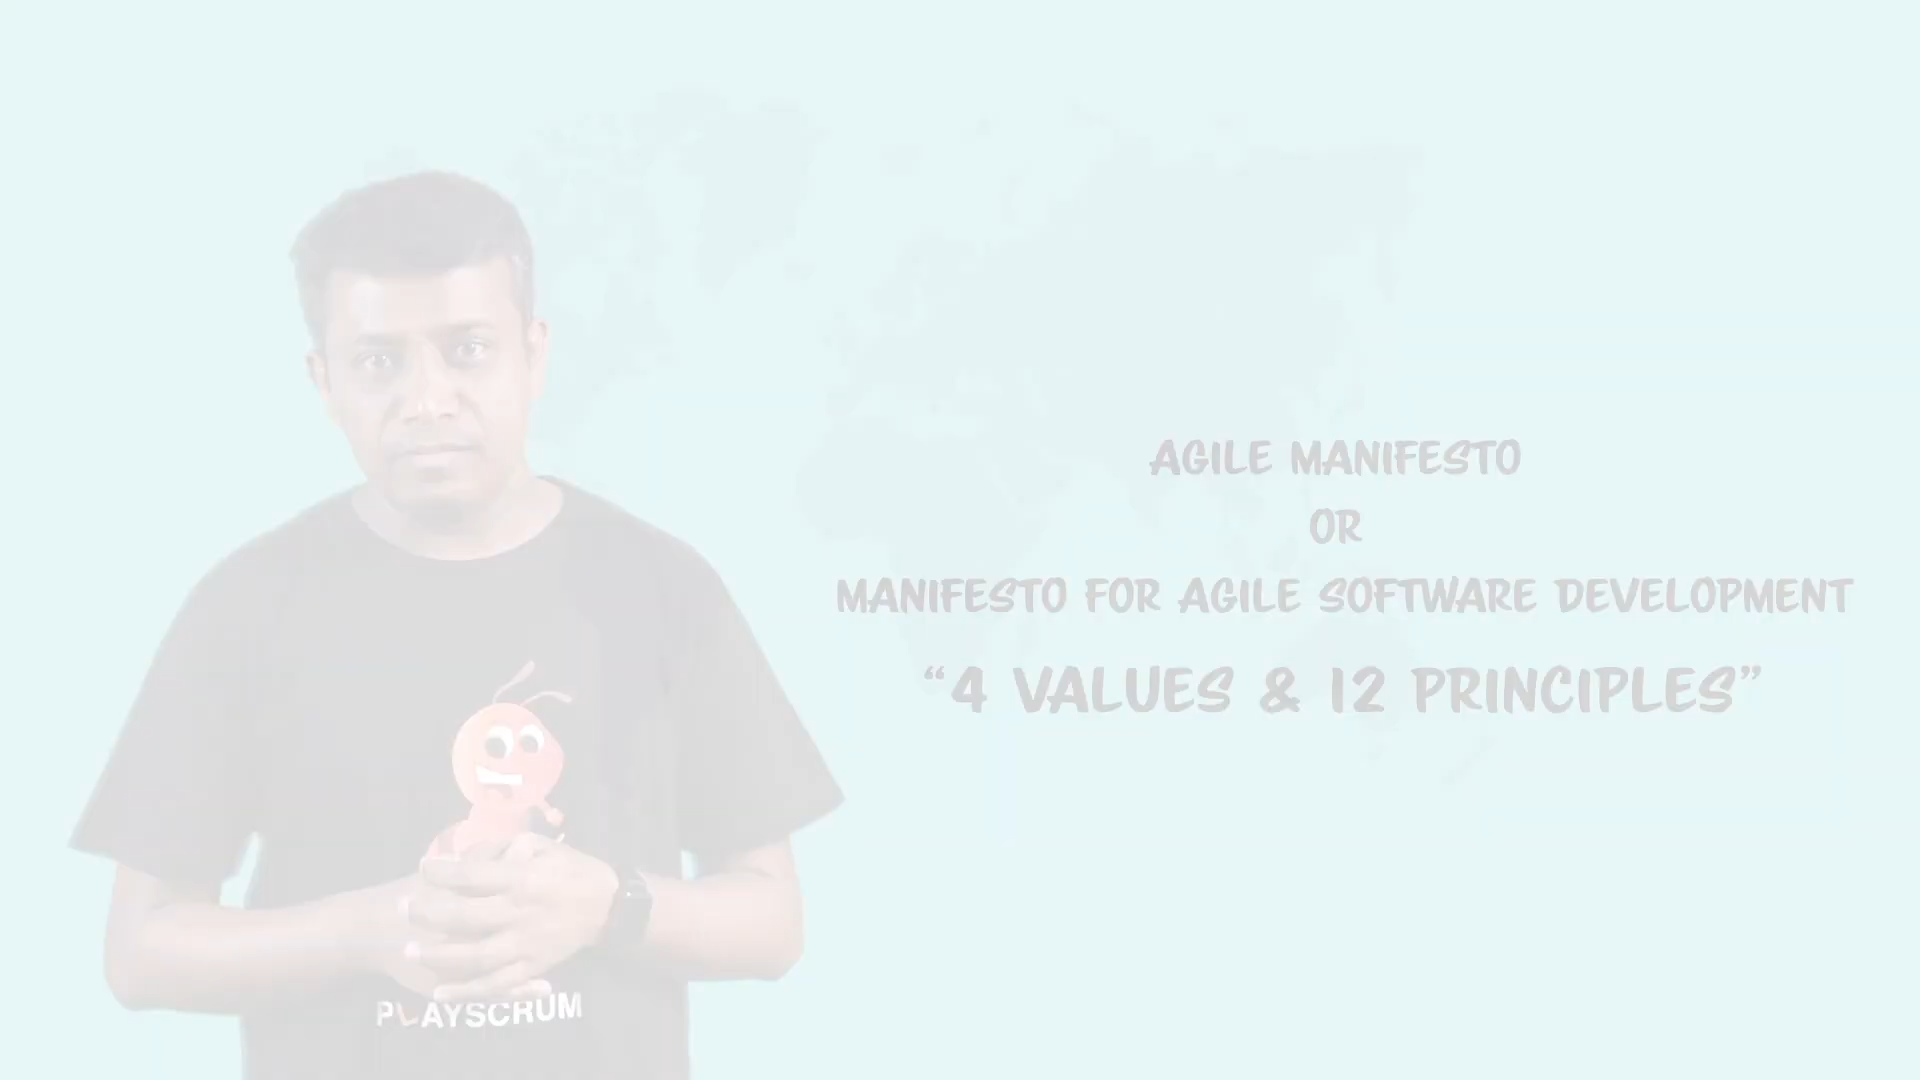 AGILE MANIFESTO
OR
MANIFESTO FOR AGILE SOFTWARE DEVELOPMENT
“4 VALUES & 12 PRINCIPLES”
PLAYSCRUM